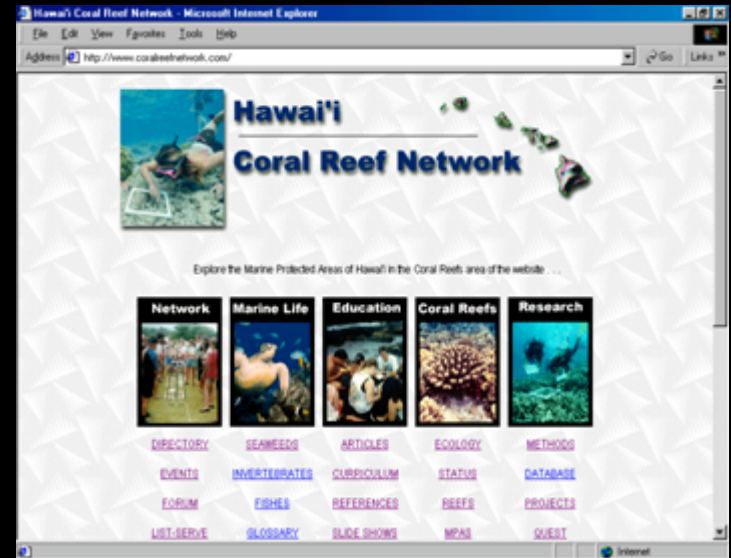 Hawai'i Coral Reef Network - Microsoft Internet Explorer
File Edit View Favorites Tools Help
Address http://www.coralreefnetwork.com/ Go Links »
Hawai'i
Coral Reef Network
Explore the Marine Protected Areas of Hawai'i in the Coral Reefs area of the website . . .
Network Marine Life Education Coral Reefs Research
DIRECTORY SEAWEEDS ARTICLES ECOLOGY METHODS
EVENTS INVERTEBRATES CURRICULUM STATUS DATABASE
FORUM FISHES REFERENCES REEFS PROJECTS
LIST-SERVE GLOSSARY SLIDE SHOWS MPAS QUEST
Internet